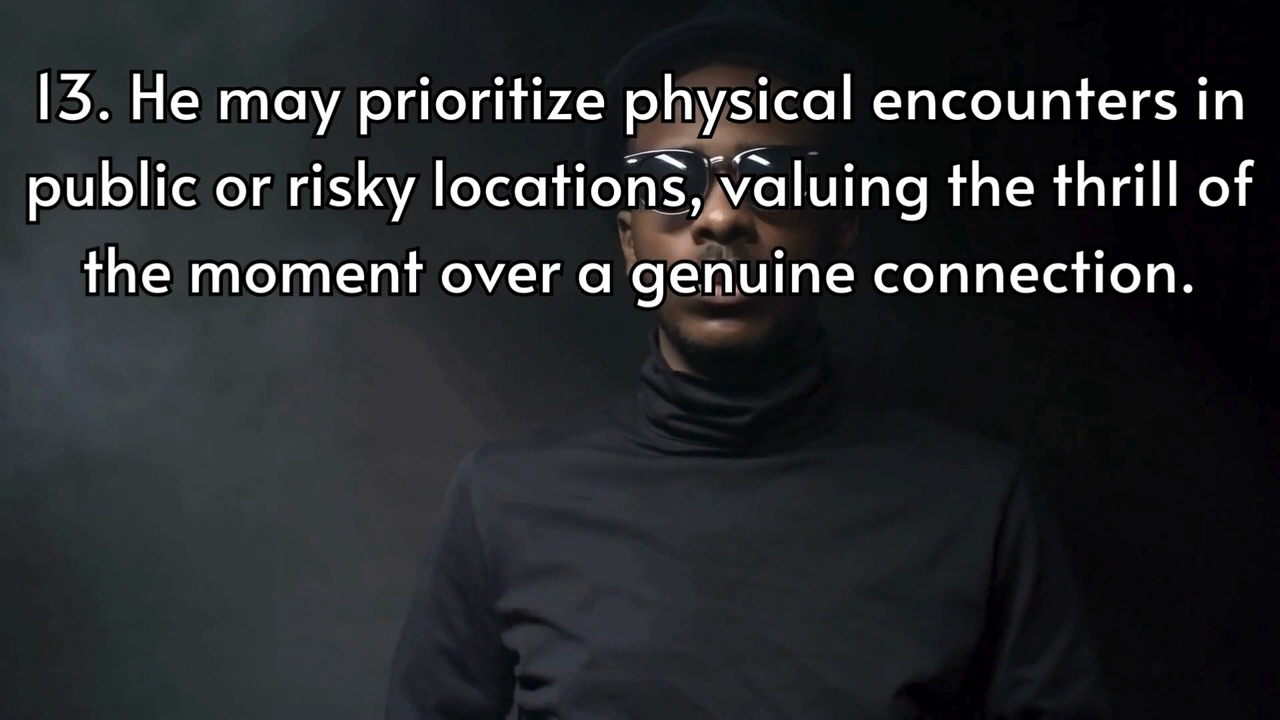 13. He may prioritize physical encounters in
public or risky locations, valuing the thrill of
the moment over a genuine connection.